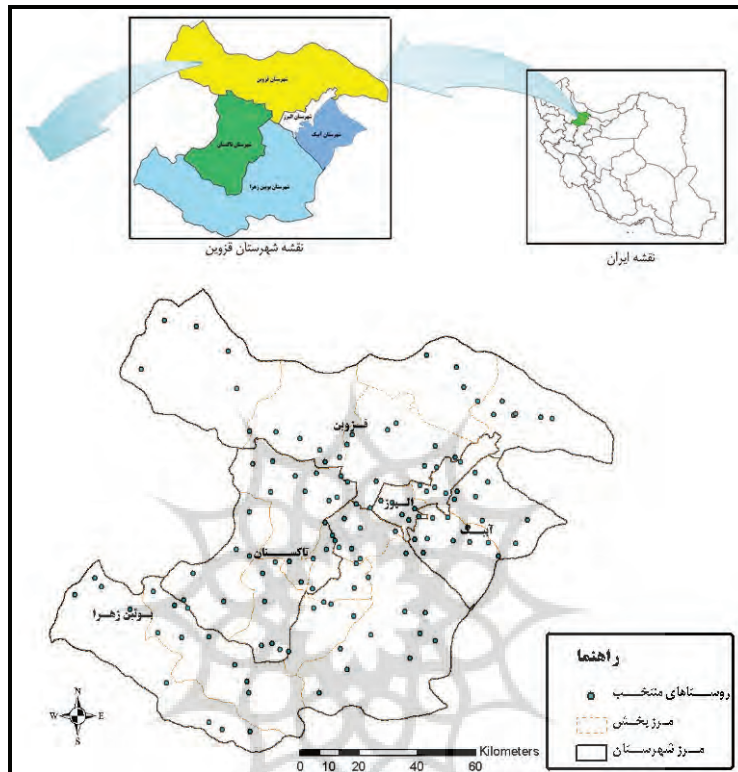 شهرستان قزوین
شهرستان البرز
شهرستان آبیک
شهرستان تاکستان
شهرستان بوئین زهرا
نقشه شهرستان قزوین
نقشه ایران
قزوین
البرز
آبیک
تاکستان
بوئین زهرا
راهنما
روستاهای منتخب
مرز بخش
مرز شهرستان
N
W E
S
Kilometers
0 5 10 20 40 60